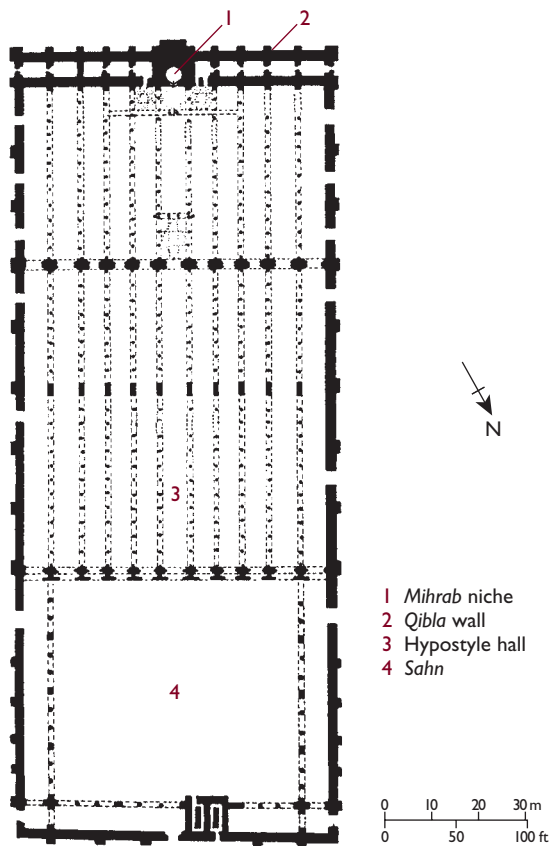 1 2
3
N
1 Mihrab niche
2 Qibla wall
3 Hypostyle hall
4 Sahn
4
0 10 20 30 m
0 50 100 ft